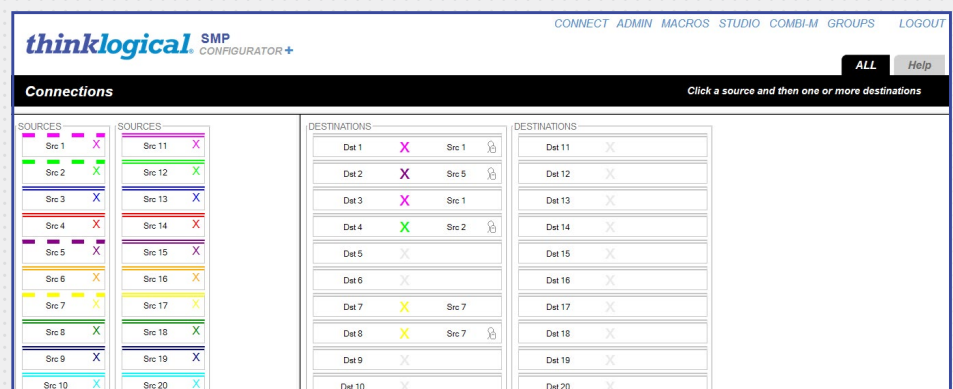 CONNECT ADMIN MACROS STUDIO COMBI-M GROUPS LOGOUT
thinklogical. SMP
CONFIGURATOR +
ALL Help
Connections Click a source and then one or more destinations
SOURCES SOURCES DESTINATIONS DESTINATIONS
Src 1 X Src 11 X Dst 1 X Src 1 Dst 11 X
Src 2 X Src 12 X Dst 2 X Src 5 Dst 12 X
Src 3 X Src 13 X Dst 3 X Src 1 Dst 13 X
Src 4 X Src 14 X Dst 4 X Src 2 Dst 14 X
Src 5 X Src 15 X Dst 5 X Dst 15 X
Src 6 X Src 16 X Dst 6 X Dst 16 X
Src 7 X Src 17 X Dst 7 X Src 7 Dst 17 X
Src 8 X Src 18 X Dst 8 X Src 7 Dst 18 X
Src 9 X Src 19 X Dst 9 X Dst 19 X
Src 10 X Src 20 X Dst 10 X Dst 20 X